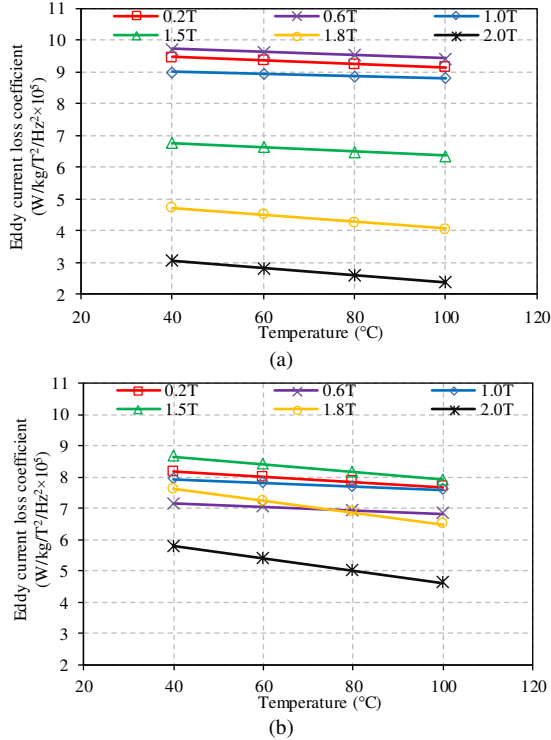 0.2T 0.6T 1.0T
1.5T 1.8T 2.0T
Eddy current loss coefficient
(W/kg/T²/Hz²×10⁵)
11
10
9
8
7
6
5
4
3
2
20 40 60 80 100 120
Temperature (°C)
(a)
0.2T 0.6T 1.0T
1.5T 1.8T 2.0T
Eddy current loss coefficient
(W/kg/T²/Hz²×10⁵)
11
10
9
8
7
6
5
4
3
2
20 40 60 80 100 120
Temperature (°C)
(b)